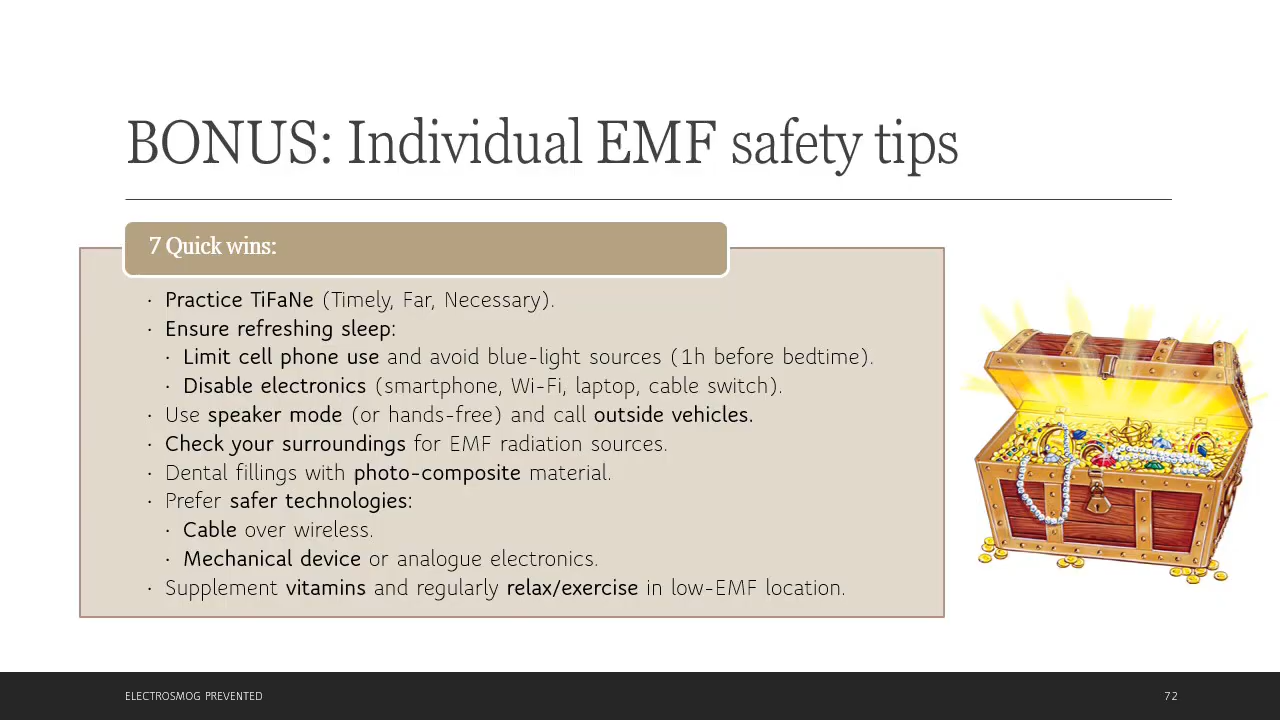 BONUS: Individual EMF safety tips
7 Quick wins:
· Practice TiFaNe (Timely, Far, Necessary).
· Ensure refreshing sleep:
· Limit cell phone use and avoid blue-light sources (1h before bedtime).
· Disable electronics (smartphone, Wi-Fi, laptop, cable switch).
· Use speaker mode (or hands-free) and call outside vehicles.
· Check your surroundings for EMF radiation sources.
· Dental fillings with photo-composite material.
· Prefer safer technologies:
· Cable over wireless.
· Mechanical device or analogue electronics.
· Supplement vitamins and regularly relax/exercise in low-EMF location.
ELECTROSMOG PREVENTED
72